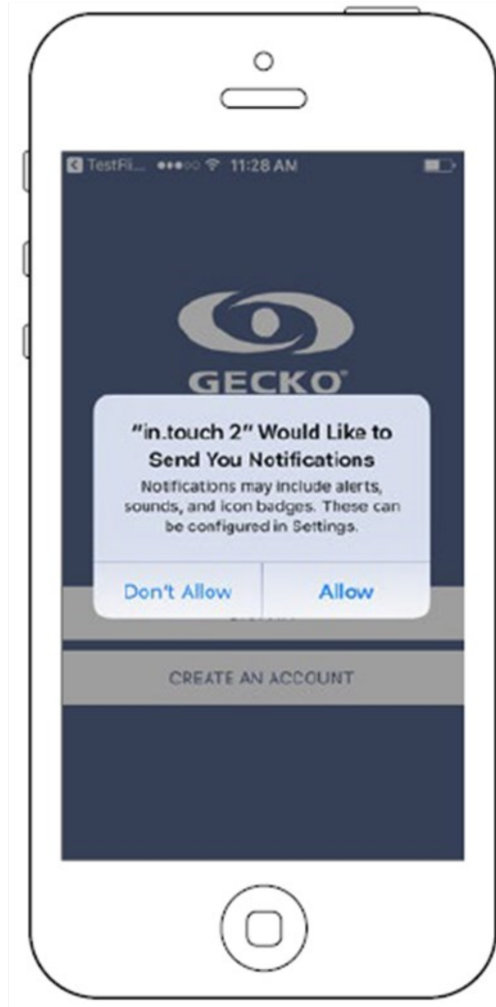 TestFli... 11:28 AM
GECKO
"in.touch 2" Would Like to
Send You Notifications
Notifications may include alerts,
sounds, and icon badges. These can
be configured in Settings.
Don't Allow Allow
CREATE AN ACCOUNT